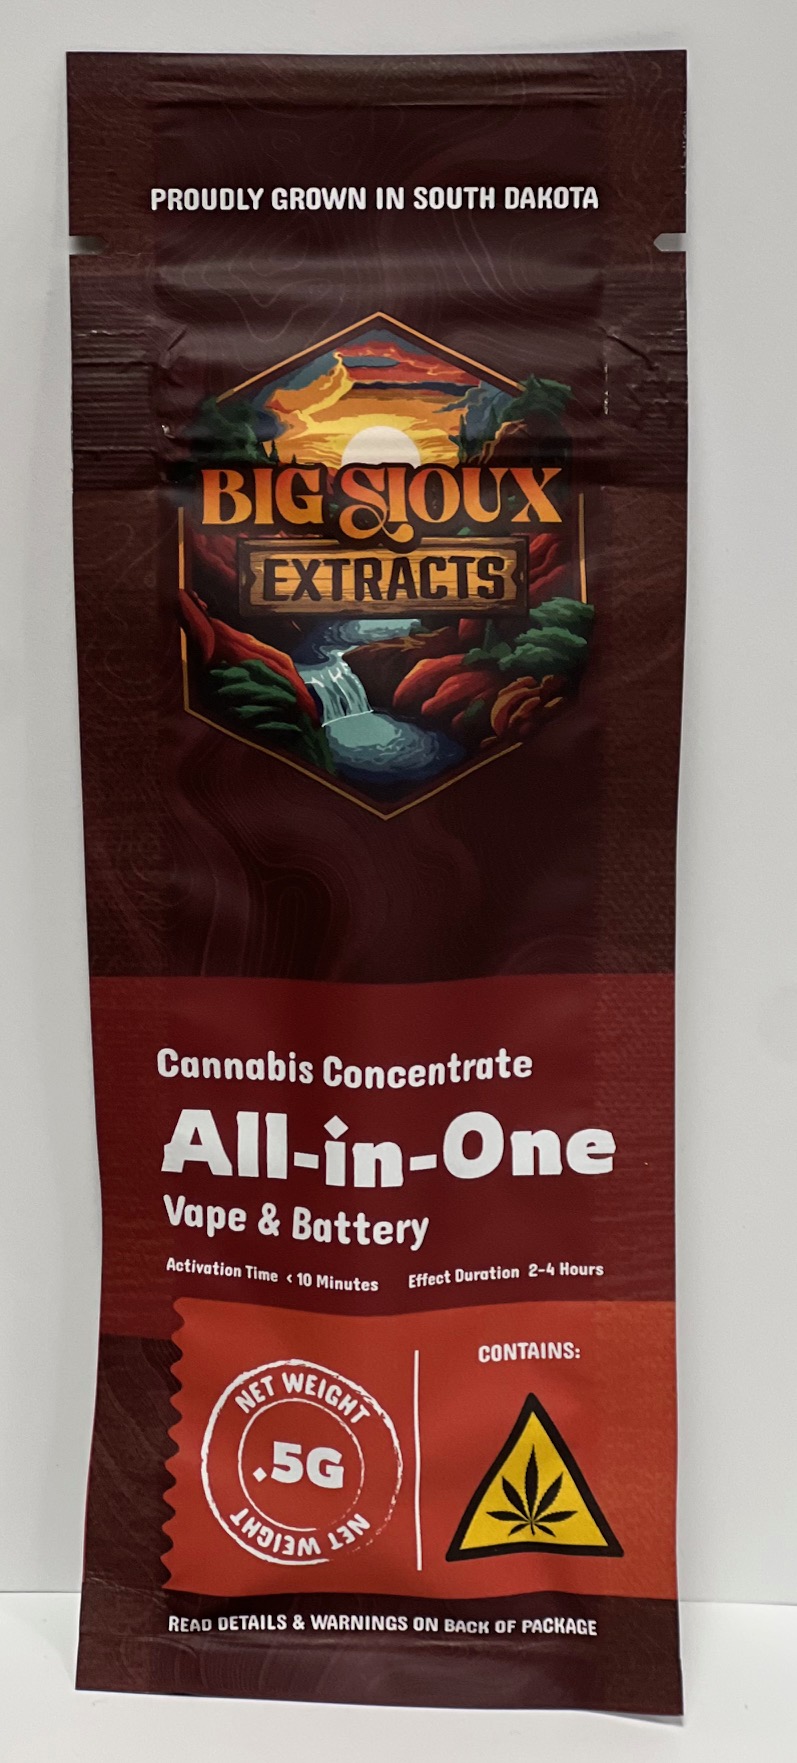 PROUDLY GROWN IN SOUTH DAKOTA
BIG SIOUX
EXTRACTS
Cannabis Concentrate
All-in-One
Vape & Battery
Activation Time < 10 Minutes Effect Duration 2-4 Hours
NET WEIGHT
.5G
NET WEIGHT
CONTAINS:
READ DETAILS & WARNINGS ON BACK OF PACKAGE